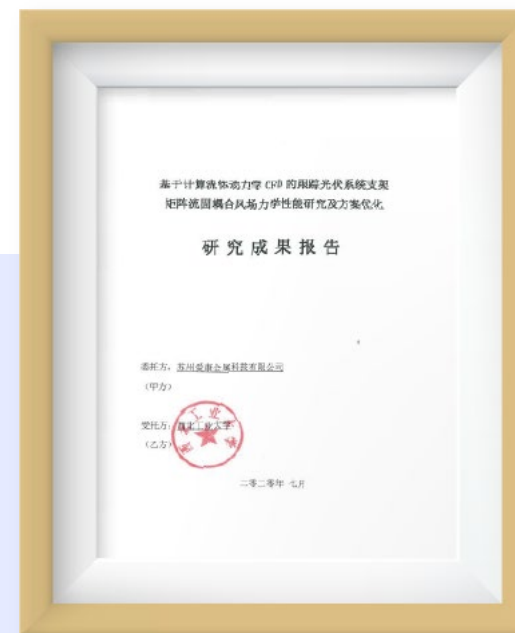 基于计算流体动力学 CFD 的跟踪光伏系统支架
矩阵流固耦合风场力学性能研究及方案优化
研究成果报告
委托方：苏州爱康金属科技有限公司
（甲方）
受托方：西北工业大学
（乙方）
二零二零年 七月